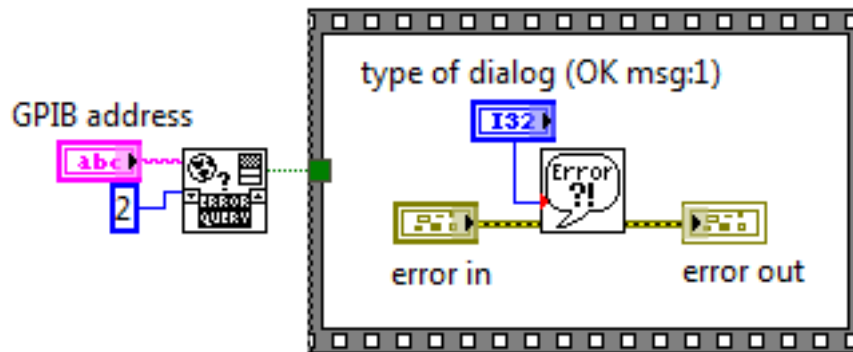 type of dialog (OK msg:1)
GPIB address
I32
abc
?
Error
?!
2
ERROR
QUERY
error in
error out